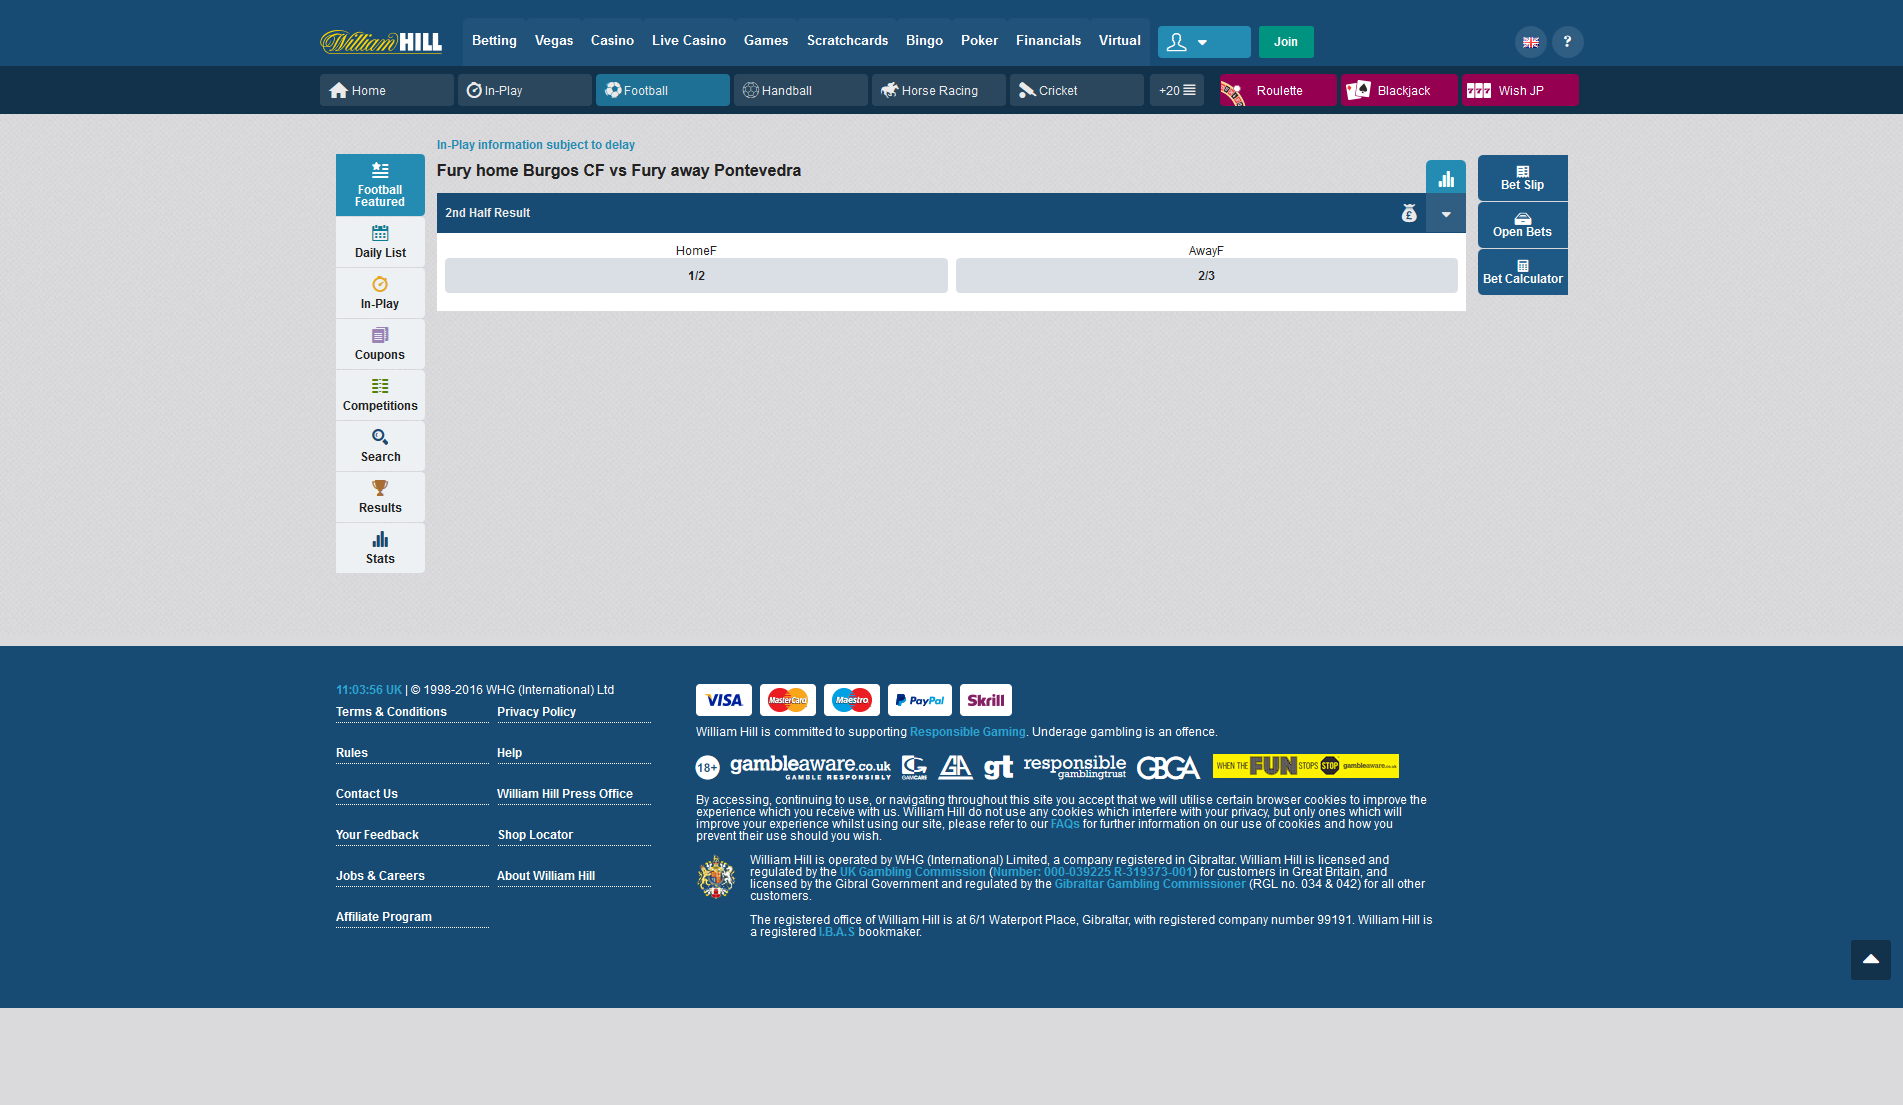 William HILL
Betting Vegas Casino Live Casino Games Scratchcards Bingo Poker Financials Virtual Join ?
Home In-Play Football Handball Horse Racing Cricket +20 Roulette 777 Blackjack Wish JP
In-Play information subject to delay
Fury home Burgos CF vs Fury away Pontevedra
Football
Featured
Daily List
In-Play
Coupons
Competitions
Search
Results
Stats
2nd Half Result £
HomeF AwayF
1/2 2/3
Bet Slip
Open Bets
Bet Calculator
11:03:56 UK | © 1998-2016 WHG (International) Ltd
Terms & Conditions Privacy Policy
Rules Help
Contact Us William Hill Press Office
Your Feedback Shop Locator
Jobs & Careers About William Hill
Affiliate Program
VISA MasterCard Maestro PayPal Skrill
William Hill is committed to supporting Responsible Gaming. Underage gambling is an offence.
18+ gambleaware.co.uk GAMBLE RESPONSIBLY GAMCARE GA gt responsible gamblingtrust GBGA WHEN THE FUN STOPS STOP gambleaware.co.uk
By accessing, continuing to use, or navigating throughout this site you accept that we will utilise certain browser cookies to improve the
experience which you receive with us. William Hill do not use any cookies which interfere with your privacy, but only ones which will
improve your experience whilst using our site, please refer to our FAQs for further information on our use of cookies and how you
prevent their use should you wish.
William Hill is operated by WHG (International) Limited, a company registered in Gibraltar. William Hill is licensed and
regulated by the UK Gambling Commission (Number: 000-039225 R-319373-001) for customers in Great Britain, and
licensed by the Gibral Government and regulated by the Gibraltar Gambling Commissioner (RGL no. 034 & 042) for all other
customers.
The registered office of William Hill is at 6/1 Waterport Place, Gibraltar, with registered company number 99191. William Hill is
a registered I.B.A.S bookmaker.